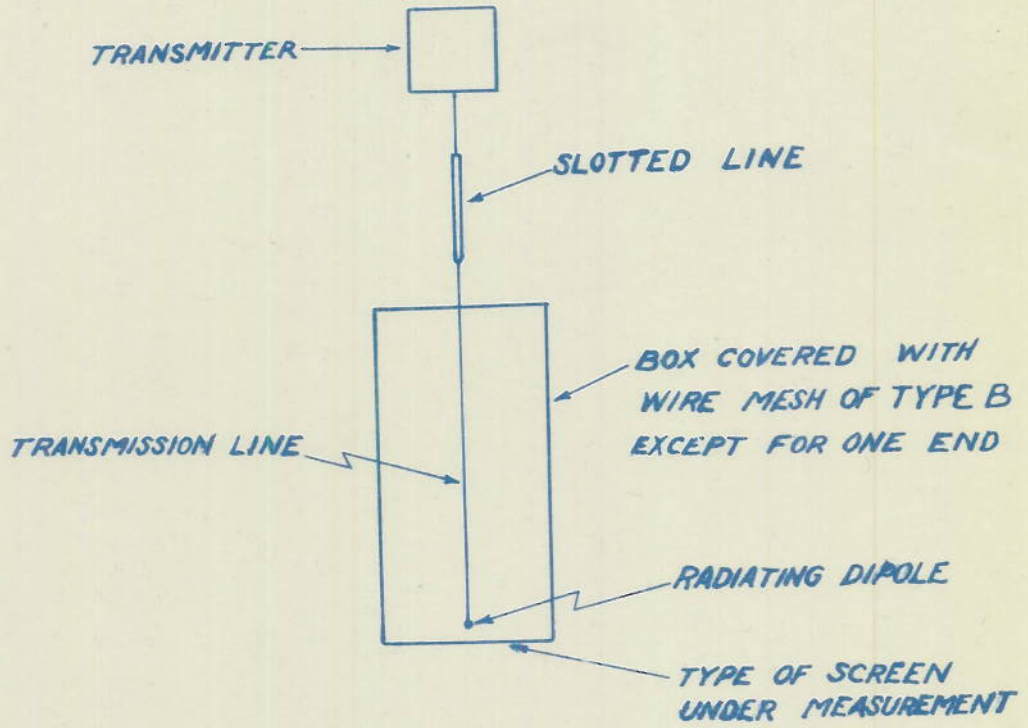 TRANSMITTER
SLOTTED LINE
BOX COVERED WITH
WIRE MESH OF TYPE B
EXCEPT FOR ONE END
TRANSMISSION LINE
RADIATING DIPOLE
TYPE OF SCREEN
UNDER MEASUREMENT